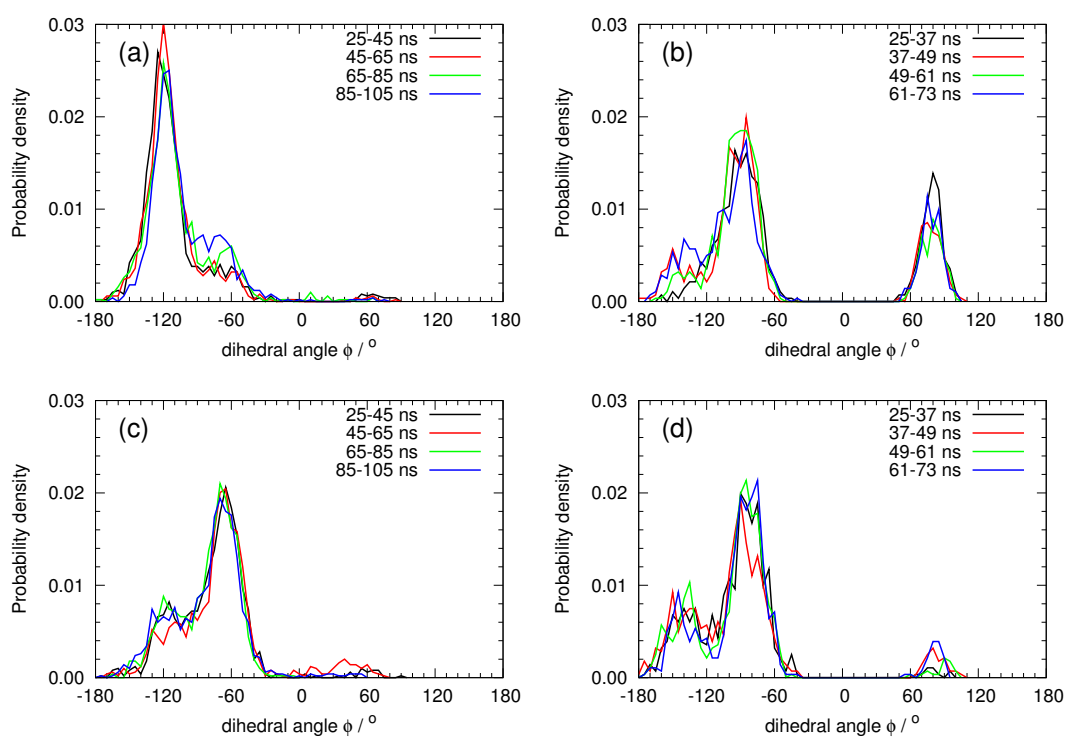 0.03
(a)
25-45 ns
45-65 ns
65-85 ns
85-105 ns
0.02
0.01
0.00
Probability density
-180 -120 -60 0 60 120 180
dihedral angle ϕ / o
0.03
(b)
25-37 ns
37-49 ns
49-61 ns
61-73 ns
0.02
0.01
0.00
Probability density
-180 -120 -60 0 60 120 180
dihedral angle ϕ / o
0.03
(c)
25-45 ns
45-65 ns
65-85 ns
85-105 ns
0.02
0.01
0.00
Probability density
-180 -120 -60 0 60 120 180
dihedral angle ϕ / o
0.03
(d)
25-37 ns
37-49 ns
49-61 ns
61-73 ns
0.02
0.01
0.00
Probability density
-180 -120 -60 0 60 120 180
dihedral angle ϕ / o